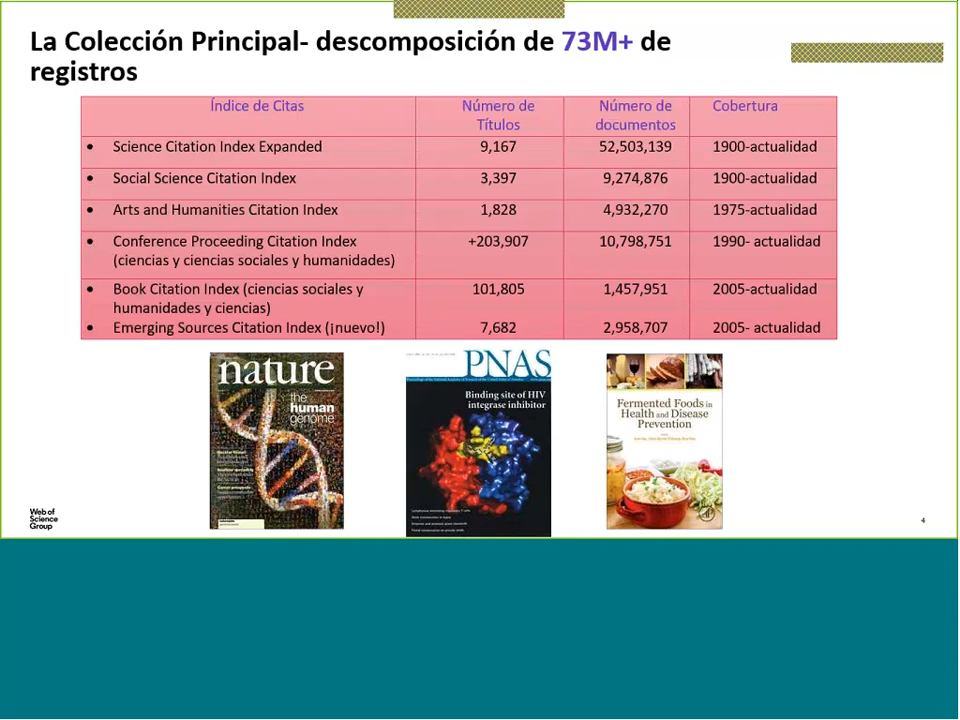 La Colección Principal- descomposición de 73M+ de
registros
Índice de Citas
Número de
Títulos
Número de
documentos
Cobertura
• Science Citation Index Expanded 9,167 52,503,139 1900-actualidad
• Social Science Citation Index 3,397 9,274,876 1900-actualidad
• Arts and Humanities Citation Index 1,828 4,932,270 1975-actualidad
• Conference Proceeding Citation Index +203,907 10,798,751 1990- actualidad
(ciencias y ciencias sociales y humanidades)
• Book Citation Index (ciencias sociales y 101,805 1,457,951 2005-actualidad
humanidades y ciencias)
• Emerging Sources Citation Index (¡nuevo!) 7,682 2,958,707 2005- actualidad
nature
the
human
genome
PNAS
Binding site of HIV
integrase inhibitor
Fermented Foods in
Health and Disease
Prevention
Web of
Science
Group
4